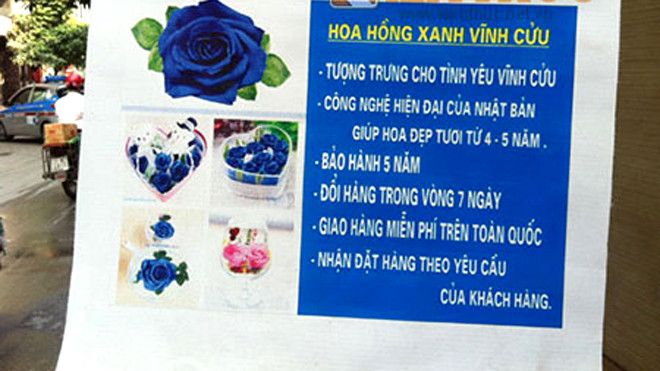 HOA HỒNG XANH VĨNH CỬU
- TƯỢNG TRƯNG CHO TÌNH YÊU VĨNH CỬU
- CÔNG NGHỆ HIỆN ĐẠI CỦA NHẬT BẢN
GIÚP HOA ĐẸP TƯƠI TỪ 4 - 5 NĂM .
- BẢO HÀNH 5 NĂM
- ĐỔI HÀNG TRONG VÒNG 7 NGÀY
- GIAO HÀNG MIỄN PHÍ TRÊN TOÀN QUỐC
- NHẬN ĐẶT HÀNG THEO YÊU CẦU
CỦA KHÁCH HÀNG.